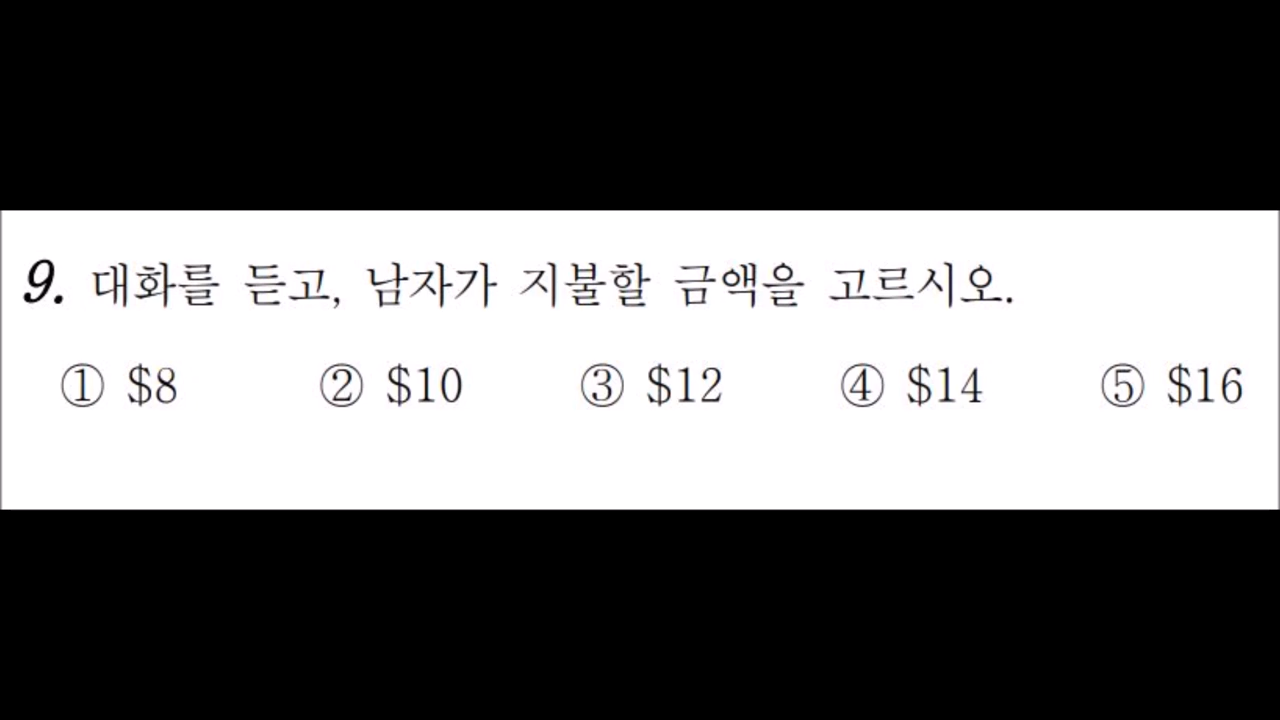 9. 대화를 듣고, 남자가 지불할 금액을 고르시오.
① $8 ② $10 ③ $12 ④ $14 ⑤ $16